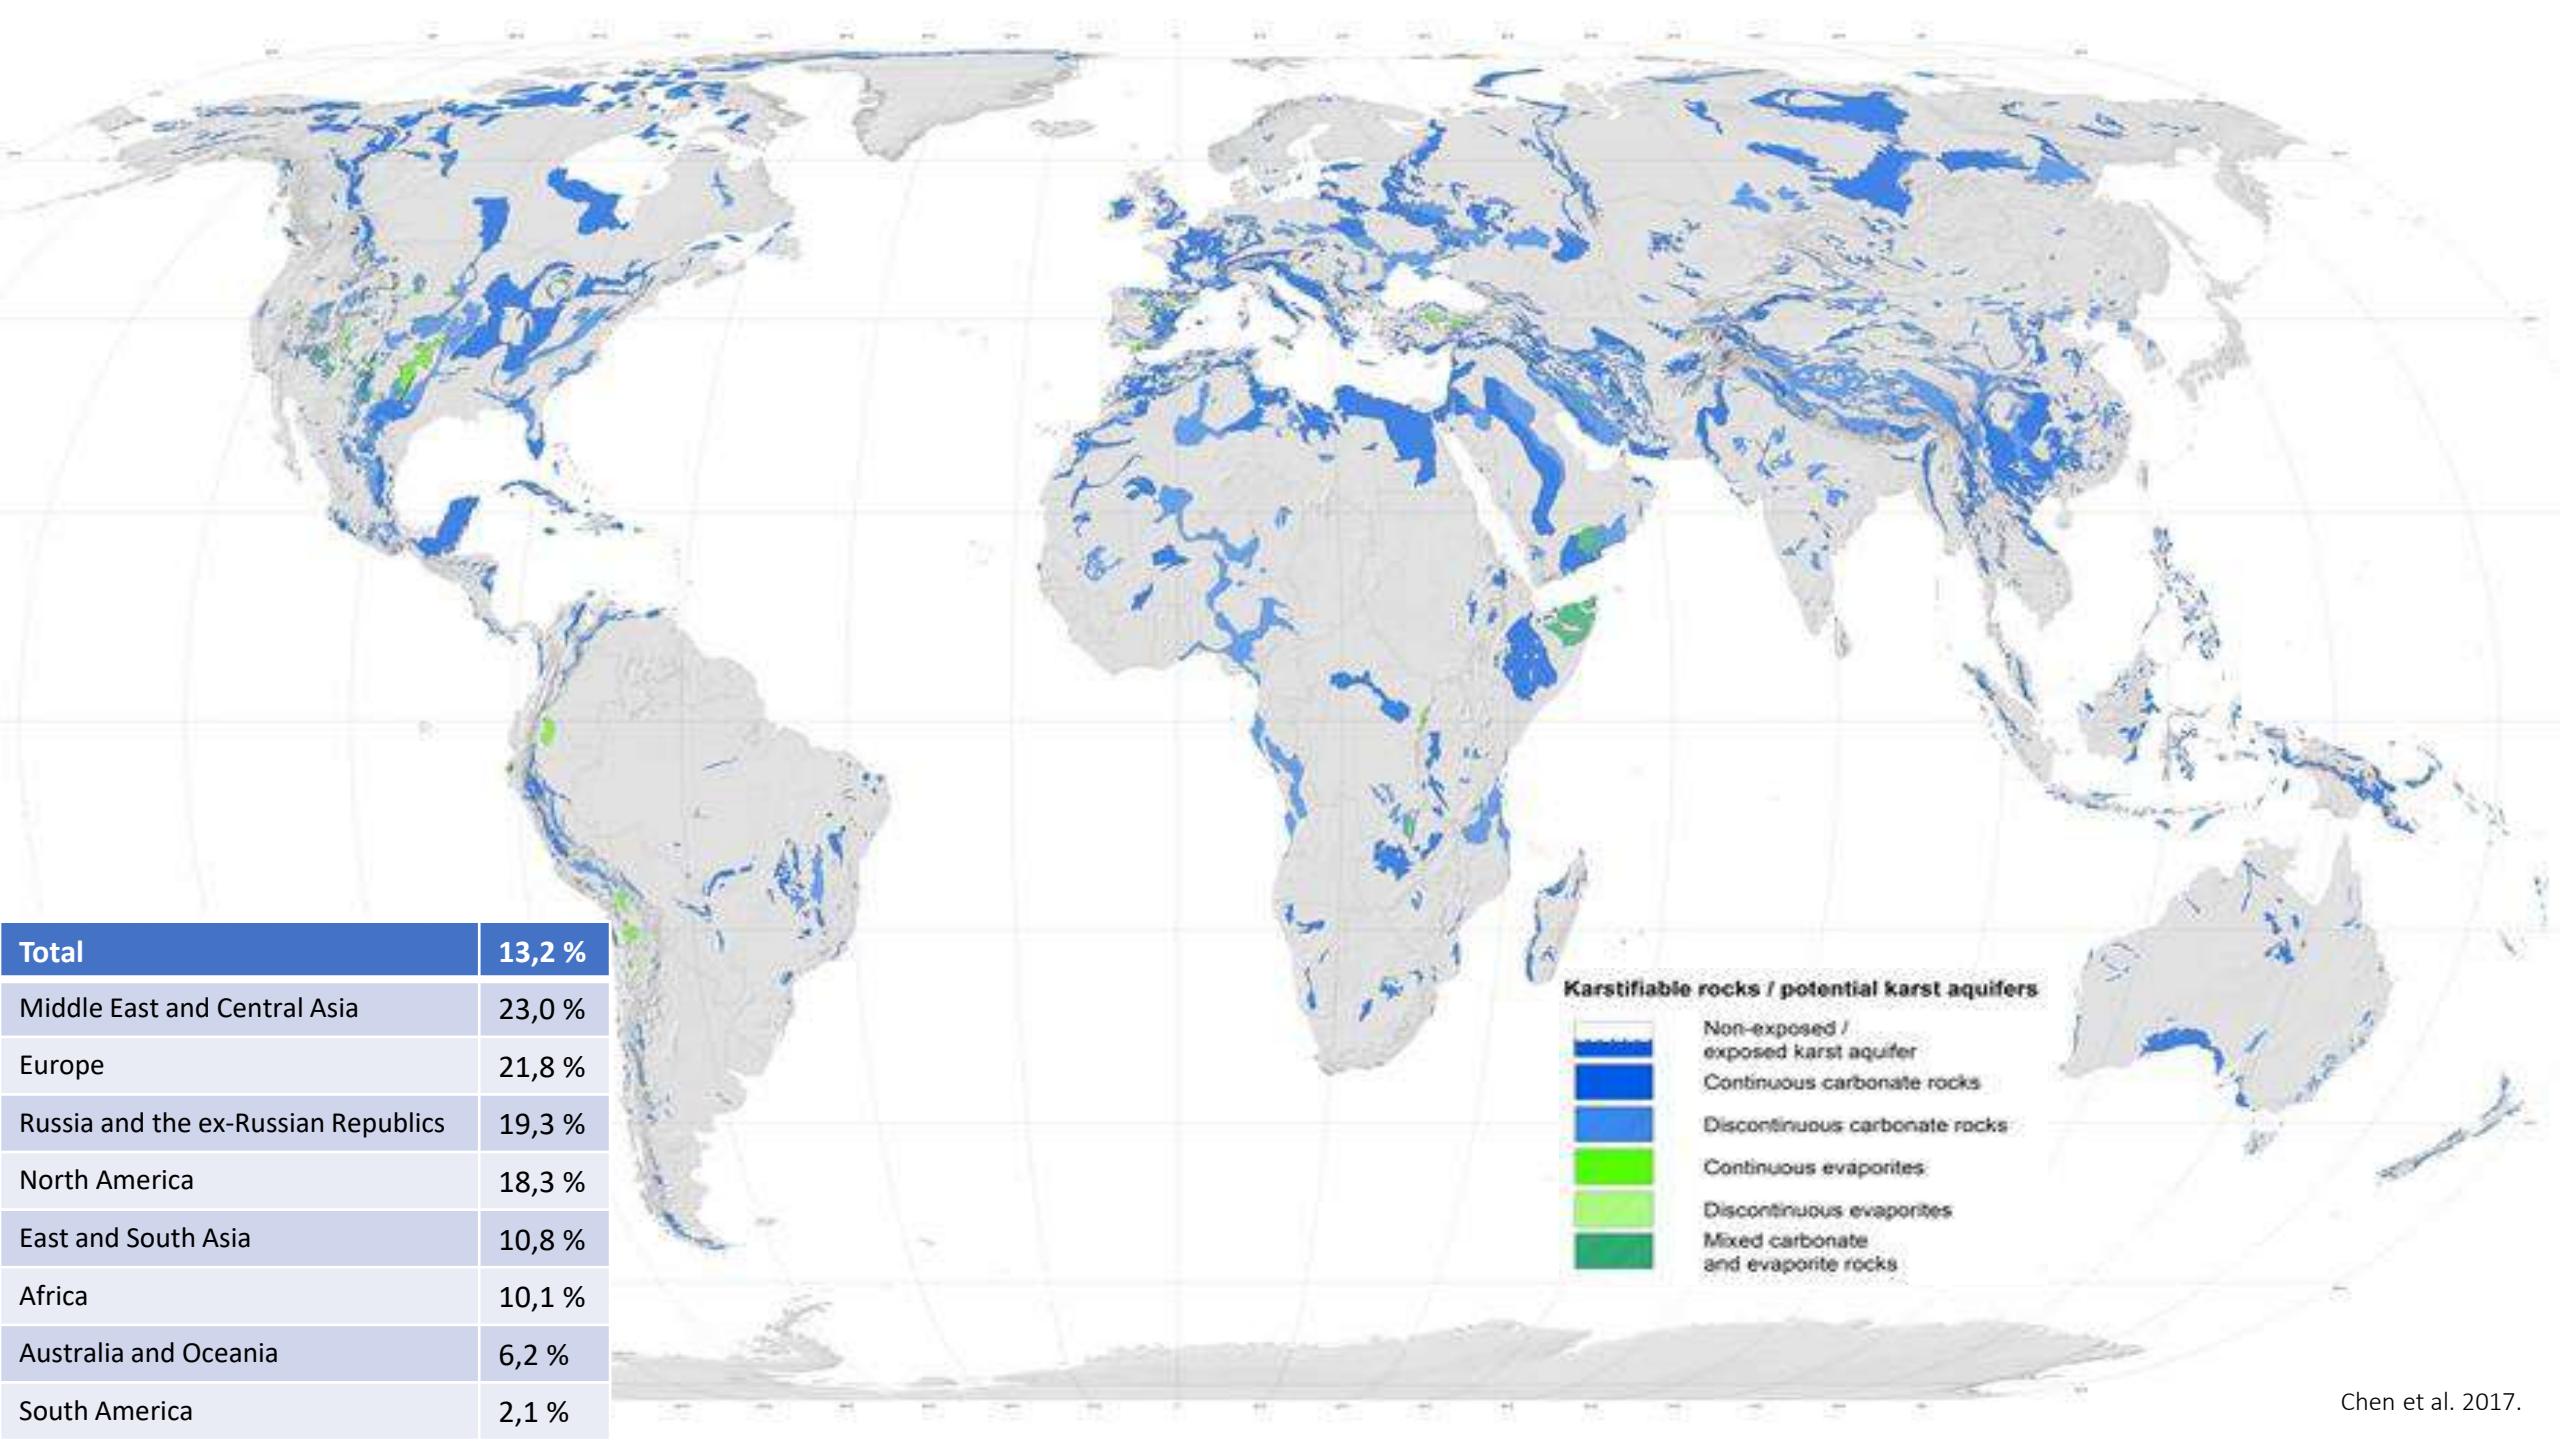 Total 13,2 %
Middle East and Central Asia 23,0 %
Europe 21,8 %
Russia and the ex-Russian Republics 19,3 %
North America 18,3 %
East and South Asia 10,8 %
Africa 10,1 %
Australia and Oceania 6,2 %
South America 2,1 %
Karstifiable rocks / potential karst aquifers
Non-exposed /
exposed karst aquifer
Continuous carbonate rocks
Discontinuous carbonate rocks
Continuous evaporites
Discontinuous evaporites
Mixed carbonate
and evaporite rocks
Chen et al. 2017.